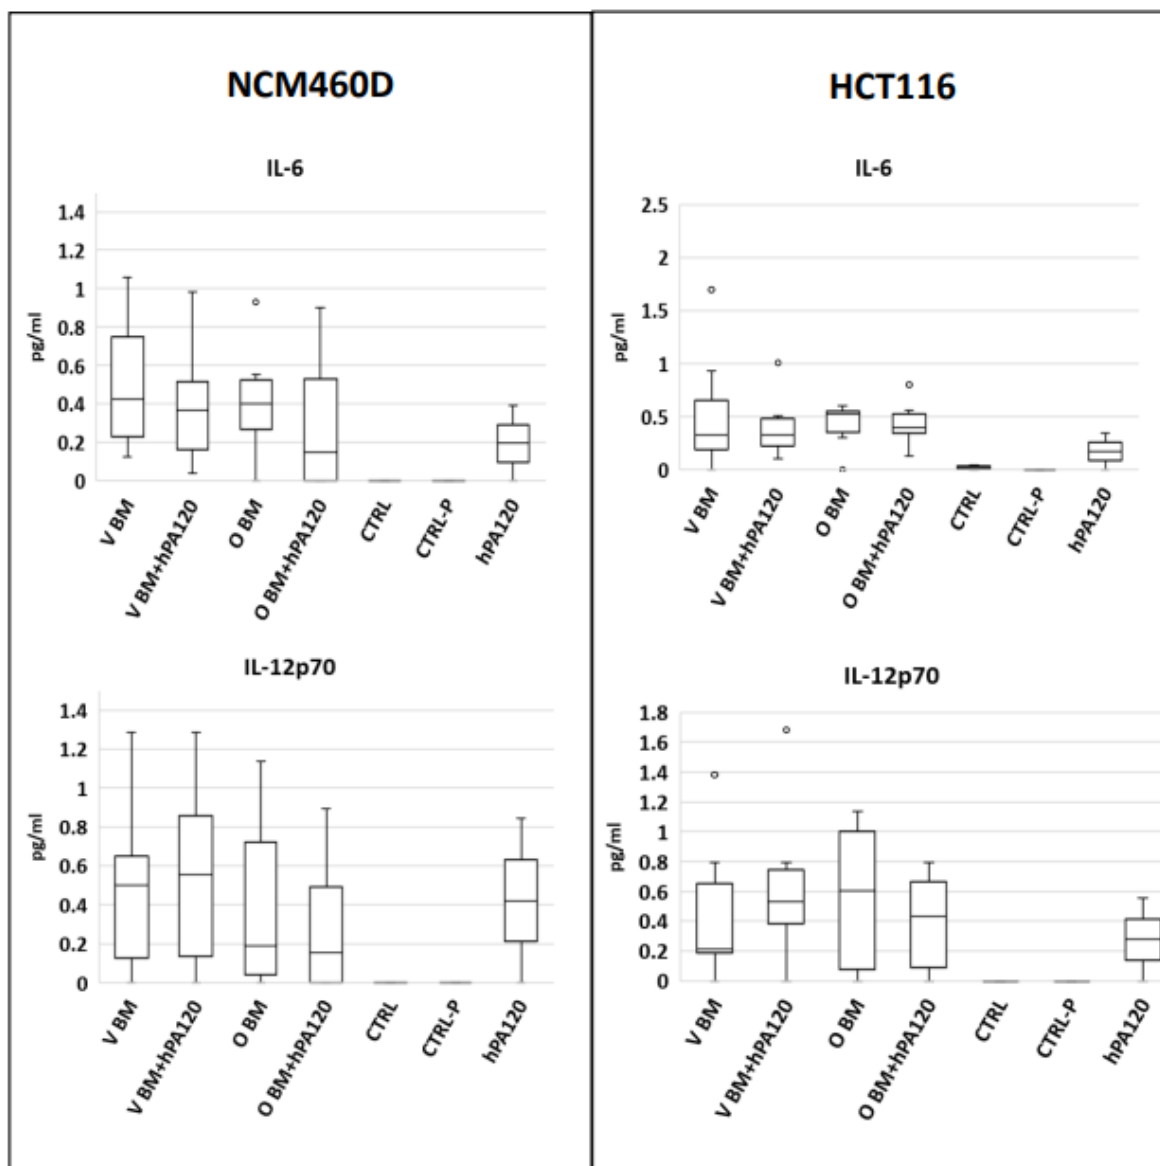 NCM460D
IL-6
1.4
1.2
1
0.8
0.6
0.4
0.2
0
pg/ml
V BM
V BM+hPA120
O BM
O BM+hPA120
CTRL
CTRL-P
hPA120
IL-12p70
1.4
1.2
1
0.8
0.6
0.4
0.2
0
pg/ml
V BM
V BM+hPA120
O BM
O BM+hPA120
CTRL
CTRL-P
hPA120
HCT116
IL-6
2.5
2
1.5
1
0.5
0
pg/ml
V BM
V BM+hPA120
O BM
O BM+hPA120
CTRL
CTRL-P
hPA120
IL-12p70
1.8
1.6
1.4
1.2
1
0.8
0.6
0.4
0.2
0
pg/ml
V BM
V BM+hPA120
O BM
O BM+hPA120
CTRL
CTRL-P
hPA120